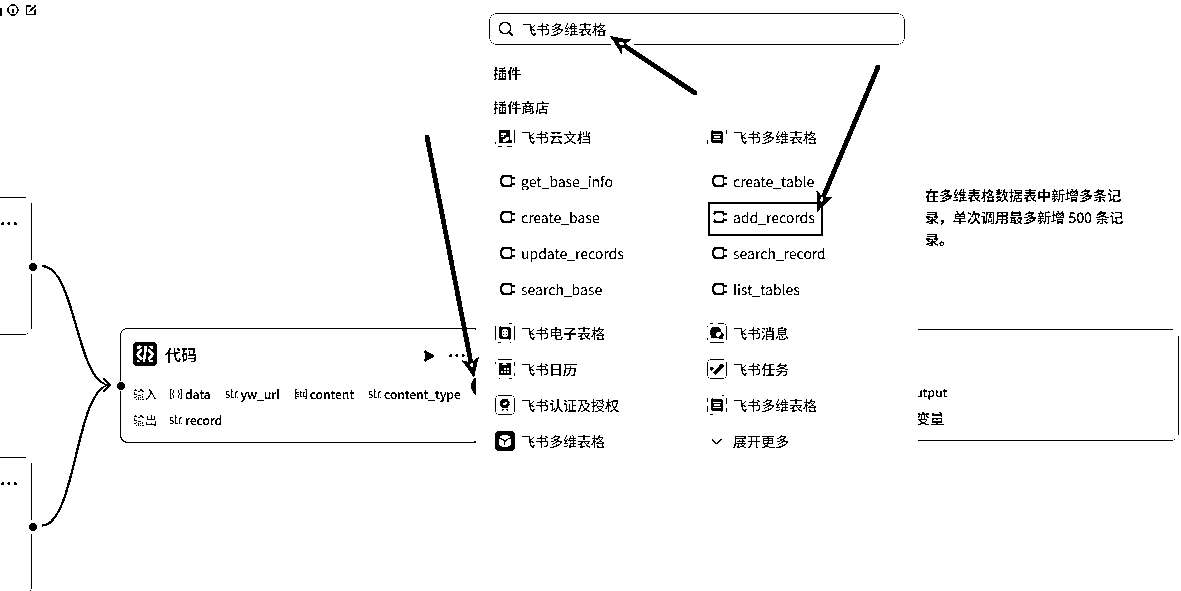 飞书多维表格
插件
插件商店
飞书云文档
飞书多维表格
get_base_info
create_table
create_base
add_records
update_records
search_record
search_base
list_tables
飞书电子表格
飞书消息
飞书日历
飞书任务
飞书认证及授权
飞书多维表格
飞书多维表格
展开更多
在多维表格数据表中新增多条记
录，单次调用最多新增 500 条记
录。
代码
输入 data str. yw_url content str. content_type
输出 str. record
utput
变量